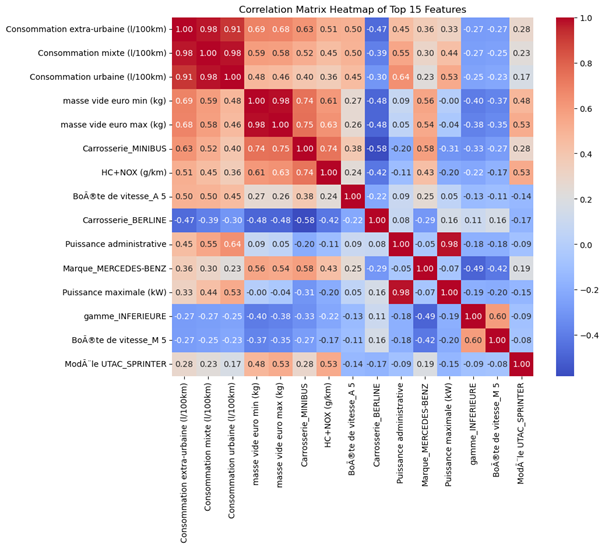 Correlation Matrix Heatmap of Top 15 Features
Consommation extra-urbaine (l/100km) 1.00 0.98 0.91 0.69 0.68 0.63 0.51 0.50 -0.47 0.45 0.36 0.33 -0.27 -0.27 0.28
Consommation mixte (l/100km) 0.98 1.00 0.98 0.59 0.58 0.52 0.45 0.50 -0.39 0.55 0.30 0.44 -0.27 -0.25 0.23
Consommation urbaine (l/100km) 0.91 0.98 1.00 0.48 0.46 0.40 0.36 0.45 -0.30 0.64 0.23 0.53 -0.25 -0.23 0.17
masse vide euro min (kg) 0.69 0.59 0.48 1.00 0.98 0.74 0.61 0.27 -0.48 0.09 0.56 -0.00 -0.40 -0.37 0.48
masse vide euro max (kg) 0.68 0.58 0.46 0.98 1.00 0.75 0.63 0.26 -0.48 0.05 0.54 -0.04 -0.38 -0.35 0.53
Carrosserie_MINIBUS 0.63 0.52 0.40 0.74 0.75 1.00 0.74 0.38 -0.58 -0.20 0.58 -0.31 -0.33 -0.27 0.28
HC+NOX (g/km) 0.51 0.45 0.36 0.61 0.63 0.74 1.00 0.24 -0.42 -0.11 0.43 -0.20 -0.22 -0.17 0.53
BoÃ®te de vitesse_A 5 0.50 0.50 0.45 0.27 0.26 0.38 0.24 1.00 -0.22 0.09 0.25 0.05 -0.13 -0.11 -0.14
Carrosserie_BERLINE -0.47 -0.39 -0.30 -0.48 -0.48 -0.58 -0.42 -0.22 1.00 0.08 -0.29 0.16 0.11 0.16 -0.17
Puissance administrative 0.45 0.55 0.64 0.09 0.05 -0.20 -0.11 0.09 0.08 1.00 -0.05 0.98 -0.18 -0.18 -0.09
Marque_MERCEDES-BENZ 0.36 0.30 0.23 0.56 0.54 0.58 0.43 0.25 -0.29 -0.05 1.00 -0.07 -0.49 -0.42 0.19
Puissance maximale (kW) 0.33 0.44 0.53 -0.00 -0.04 -0.31 -0.20 0.05 0.16 0.98 -0.07 1.00 -0.19 -0.20 -0.15
gamme_INFERIEURE -0.27 -0.27 -0.25 -0.40 -0.38 -0.33 -0.22 -0.13 0.11 -0.18 -0.49 -0.19 1.00 0.60 -0.09
BoÃ®te de vitesse_M 5 -0.27 -0.25 -0.23 -0.37 -0.35 -0.27 -0.17 -0.11 0.16 -0.18 -0.42 -0.20 0.60 1.00 -0.08
ModÃ¨le UTAC_SPRINTER 0.28 0.23 0.17 0.48 0.53 0.28 0.53 -0.14 -0.17 -0.09 0.19 -0.15 -0.09 -0.08 1.00
Consommation extra-urbaine (l/100km)
Consommation mixte (l/100km)
Consommation urbaine (l/100km)
masse vide euro min (kg)
masse vide euro max (kg)
Carrosserie_MINIBUS
HC+NOX (g/km)
BoÃ®te de vitesse_A 5
Carrosserie_BERLINE
Puissance administrative
Marque_MERCEDES-BENZ
Puissance maximale (kW)
gamme_INFERIEURE
BoÃ®te de vitesse_M 5
ModÃ¨le UTAC_SPRINTER
1.0
0.8
0.6
0.4
0.2
0.0
−0.2
−0.4